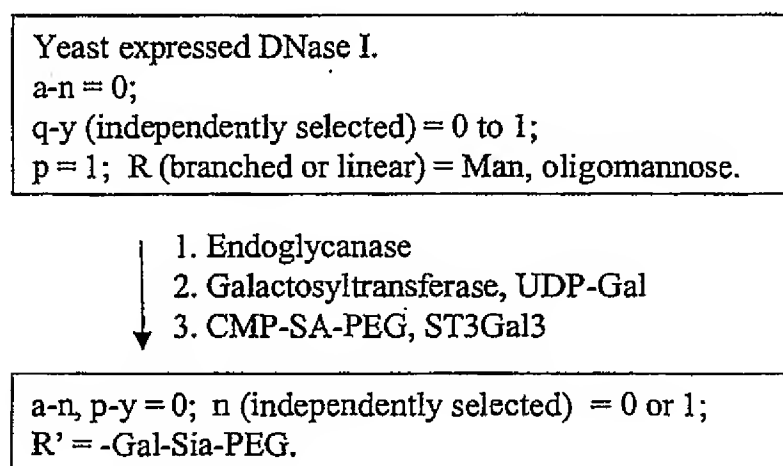 Yeast expressed DNase I.
a-n = 0;
q-y (independently selected) = 0 to 1;
p = 1; R (branched or linear) = Man, oligomannose.
1. Endoglycanase
2. Galactosyltransferase, UDP-Gal
3. CMP-SA-PEG, ST3Gal3
a-n, p-y = 0; n (independently selected) = 0 or 1;
R' = -Gal-Sia-PEG.